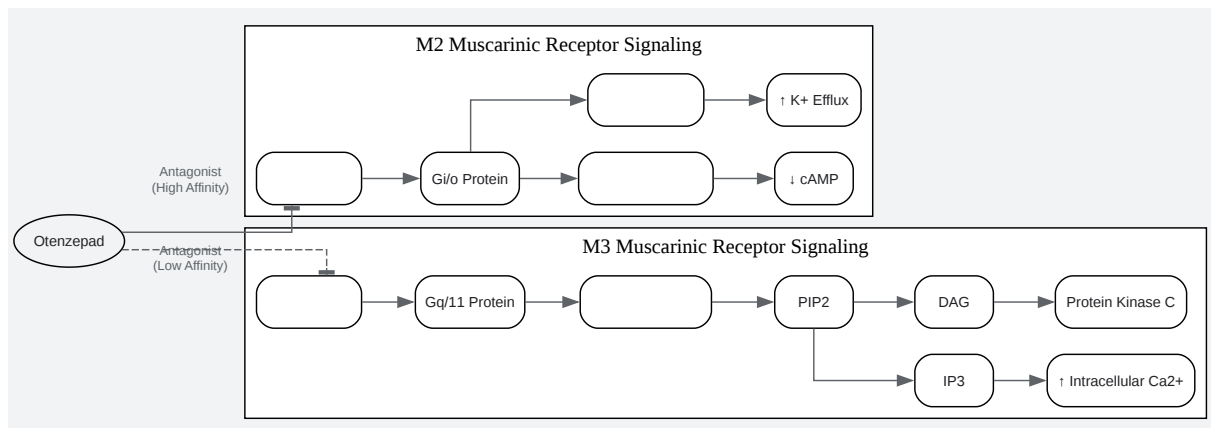 M2 Muscarinic Receptor Signaling
↑ K+ Efflux
Antagonist
(High Affinity)
Gi/o Protein
↓ cAMP
Otenzepad
Antagonist
(Low Affinity)
M3 Muscarinic Receptor Signaling
Gq/11 Protein
PIP2
DAG
Protein Kinase C
IP3
↑ Intracellular Ca2+